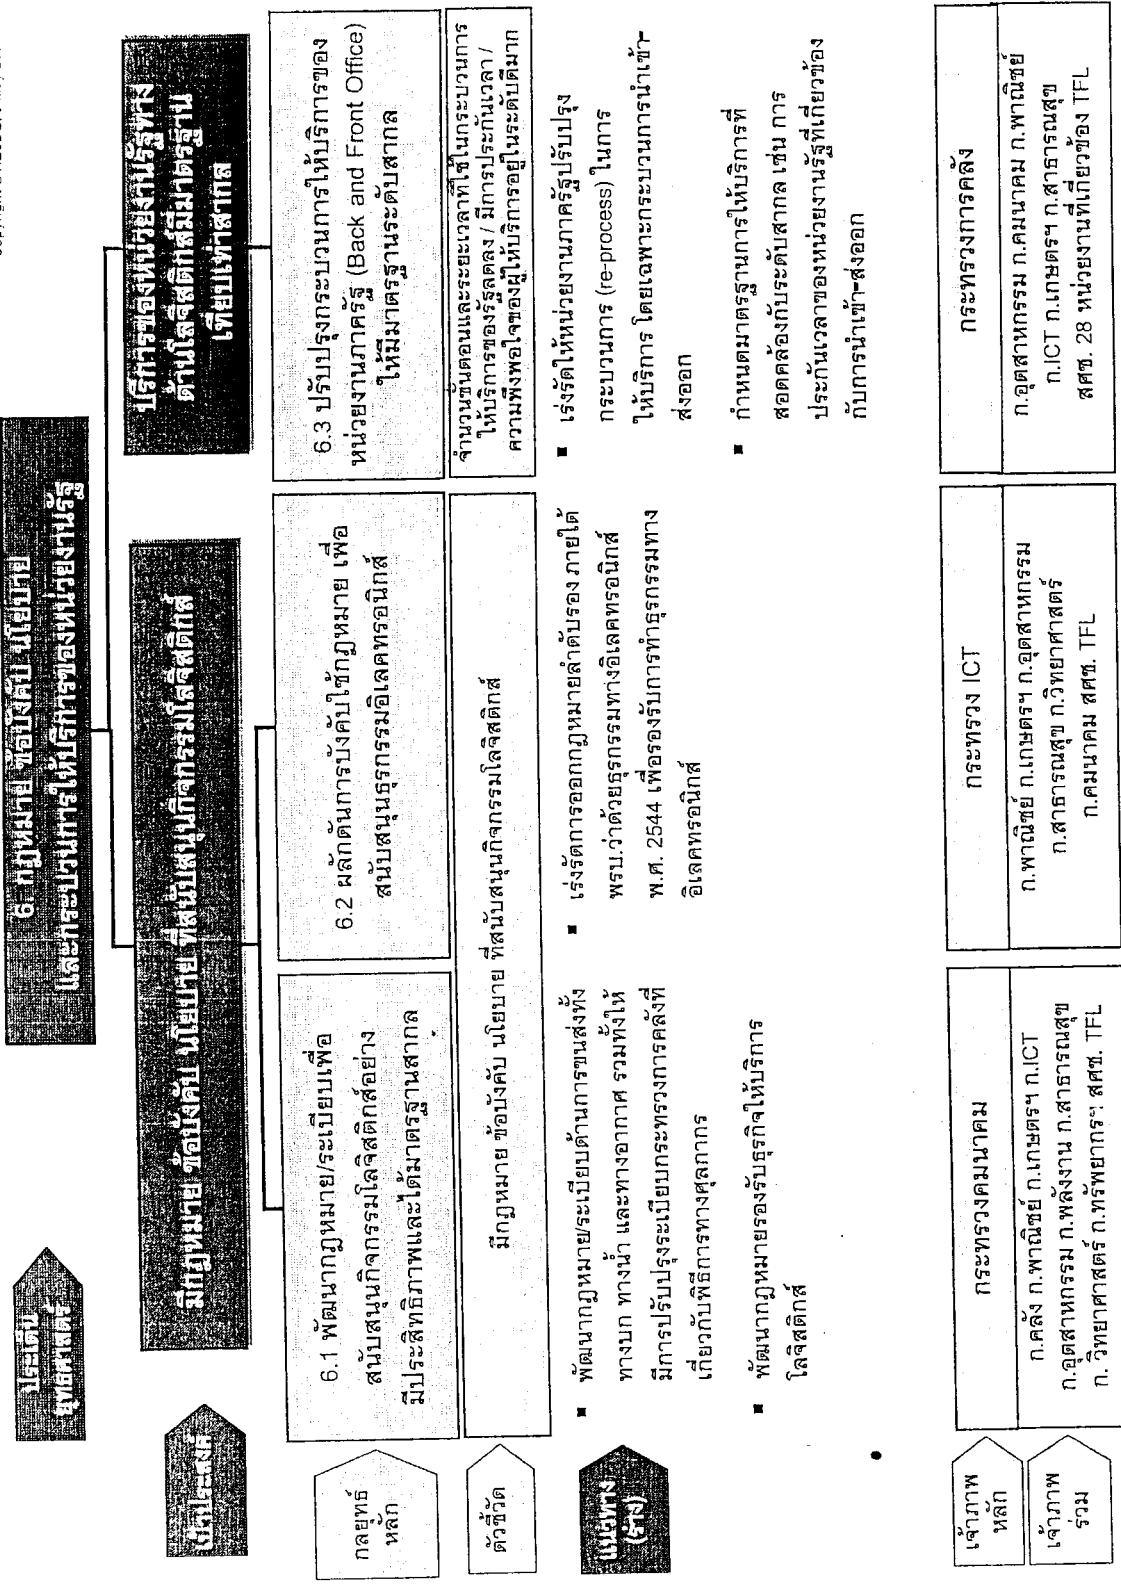 ประเด็น
ยุทธศาสตร์
6. กฎหมาย ข้อบังคับ นโยบาย
และกระบวนการให้บริการของหน่วยงานรัฐ
เป้าประสงค์
มีกฎหมาย ข้อบังคับ นโยบาย ที่สนับสนุนกิจกรรมโลจิสติกส์
บริการของหน่วยงานรัฐทาง
ด้านโลจิสติกส์มีมาตรฐาน
เทียบเท่าสากล
กลยุทธ์
หลัก
6.1 พัฒนากฎหมาย/ระเบียบเพื่อ
สนับสนุนกิจกรรมโลจิสติกส์อย่าง
มีประสิทธิภาพและได้มาตรฐานสากล
6.2 ผลักดันการบังคับใช้กฎหมาย เพื่อ
สนับสนุนธุรกรรมอิเลคทรอนิกส์
6.3 ปรับปรุงกระบวนการให้บริการของ
หน่วยงานภาครัฐ (Back and Front Office)
ให้มีมาตรฐานระดับสากล
ตัวชี้วัด
มีกฎหมาย ข้อบังคับ นโยบาย ที่สนับสนุนกิจกรรมโลจิสติกส์
จำนวนขั้นตอนและระยะเวลาที่ใช้ในกระบวนการ
ให้บริการของรัฐลดลง / มีการประกันเวลา /
ความพึงพอใจของผู้ให้บริการอยู่ในระดับดีมาก
แนวทาง
(ร่าง)
▪ พัฒนากฎหมาย/ระเบียบด้านการขนส่งทั้ง
ทางบก ทางน้ำ และทางอากาศ รวมทั้งให้
มีการปรับปรุงระเบียบกระทรวงการคลังที่
เกี่ยวกับพิธีการทางศุลกากร
▪ พัฒนากฎหมายรองรับธุรกิจให้บริการ
โลจิสติกส์
▪ เร่งรัดการออกกฎหมายลำดับรอง ภายใต้
พรบ.ว่าด้วยธุรกรรมทางอิเลคทรอนิกส์
พ.ศ. 2544 เพื่อรองรับการทำธุรกรรมทาง
อิเลคทรอนิกส์
▪ เร่งรัดให้หน่วยงานภาครัฐปรับปรุง
กระบวนการ (re-process) ในการ
ให้บริการ โดยเฉพาะกระบวนการนำเข้า-
ส่งออก
▪ กำหนดมาตรฐานการให้บริการที่
สอดคล้องกับระดับสากล เช่น การ
ประกันเวลาของหน่วยงานรัฐที่เกี่ยวข้อง
กับการนำเข้า-ส่งออก
เจ้าภาพ
หลัก
กระทรวงคมนาคม
กระทรวง ICT
กระทรวงการคลัง
เจ้าภาพ
ร่วม
ก.คลัง ก.พาณิชย์ ก.เกษตรฯ ก.ICT
ก.อุตสาหกรรม ก.พลังงาน ก.สาธารณสุข
ก. วิทยาศาสตร์ ก.ทรัพยากรฯ สศช. TFL
ก.พาณิชย์ ก.เกษตรฯ ก.อุตสาหกรรม
ก.สาธารณสุข ก.วิทยาศาสตร์
ก.คมนาคม สศช. TFL
ก.อุตสาหกรรม ก.คมนาคม ก.พาณิชย์
ก.ICT ก.เกษตรฯ ก.สาธารณสุข
สศช. 28 หน่วยงานที่เกี่ยวข้อง TFL